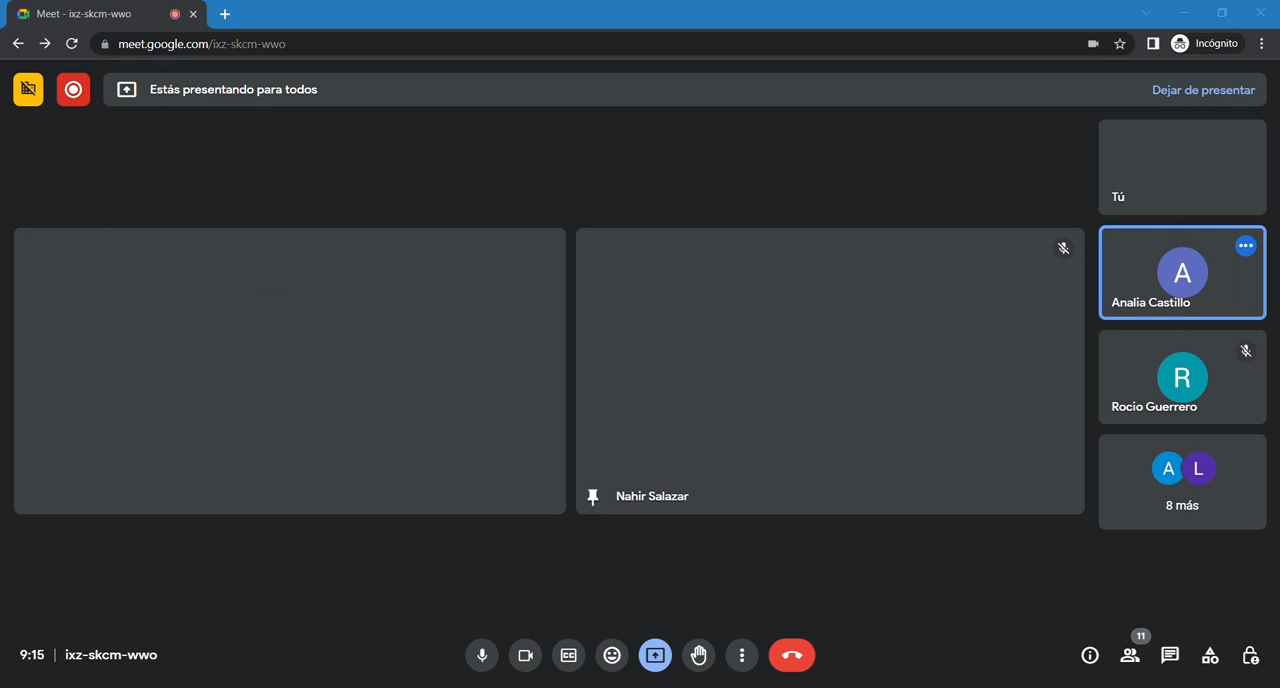 Meet - ixz-skcm-wwo
meet.google.com/ixz-skcm-wwo
Incógnito
Estás presentando para todos
Dejar de presentar
Tú
A
Analia Castillo
R
Rocio Guerrero
Nahir Salazar
A L
8 más
9:15 | ixz-skcm-wwo
CC
11